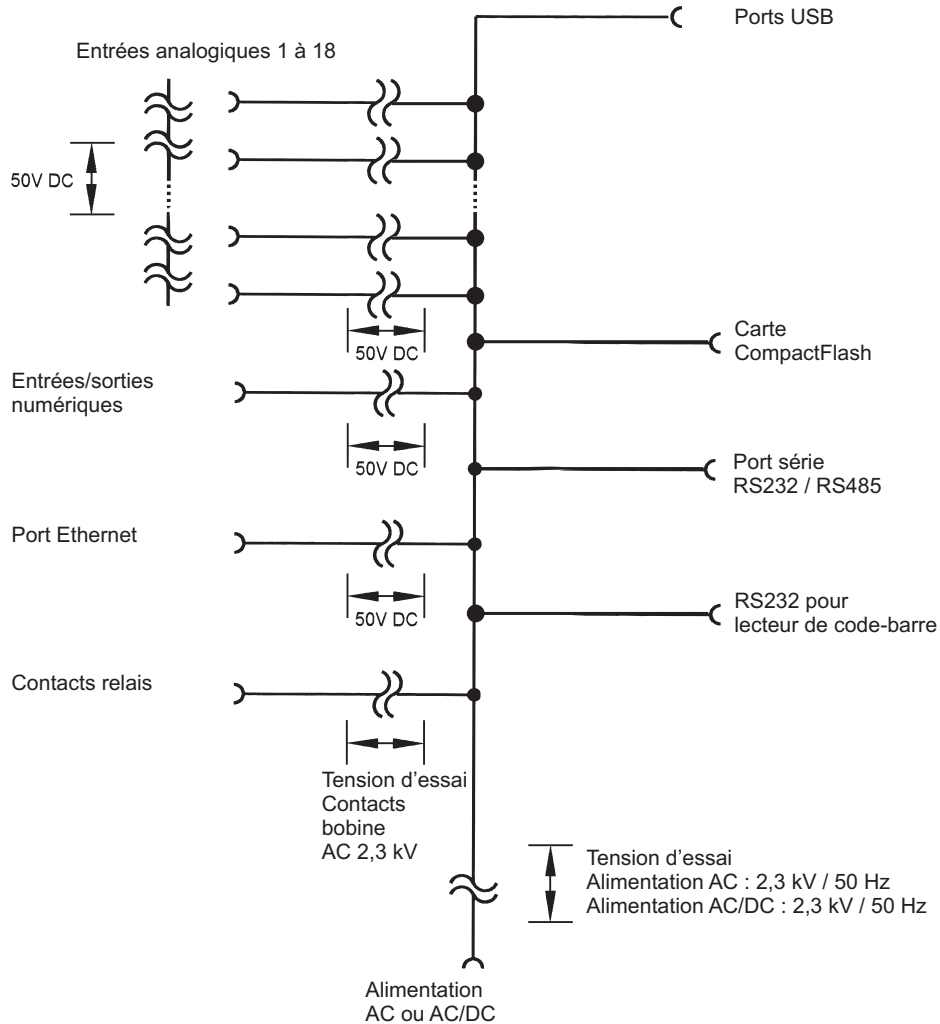 Ports USB
Entrées analogiques 1 à 18
50V DC
50V DC
Carte
CompactFlash
Entrées/sorties
numériques
50V DC
Port série
RS232 / RS485
Port Ethernet
50V DC
RS232 pour
lecteur de code-barre
Contacts relais
Tension d'essai
Contacts
bobine
AC 2,3 kV
Tension d'essai
Alimentation AC : 2,3 kV / 50 Hz
Alimentation AC/DC : 2,3 kV / 50 Hz
Alimentation
AC ou AC/DC